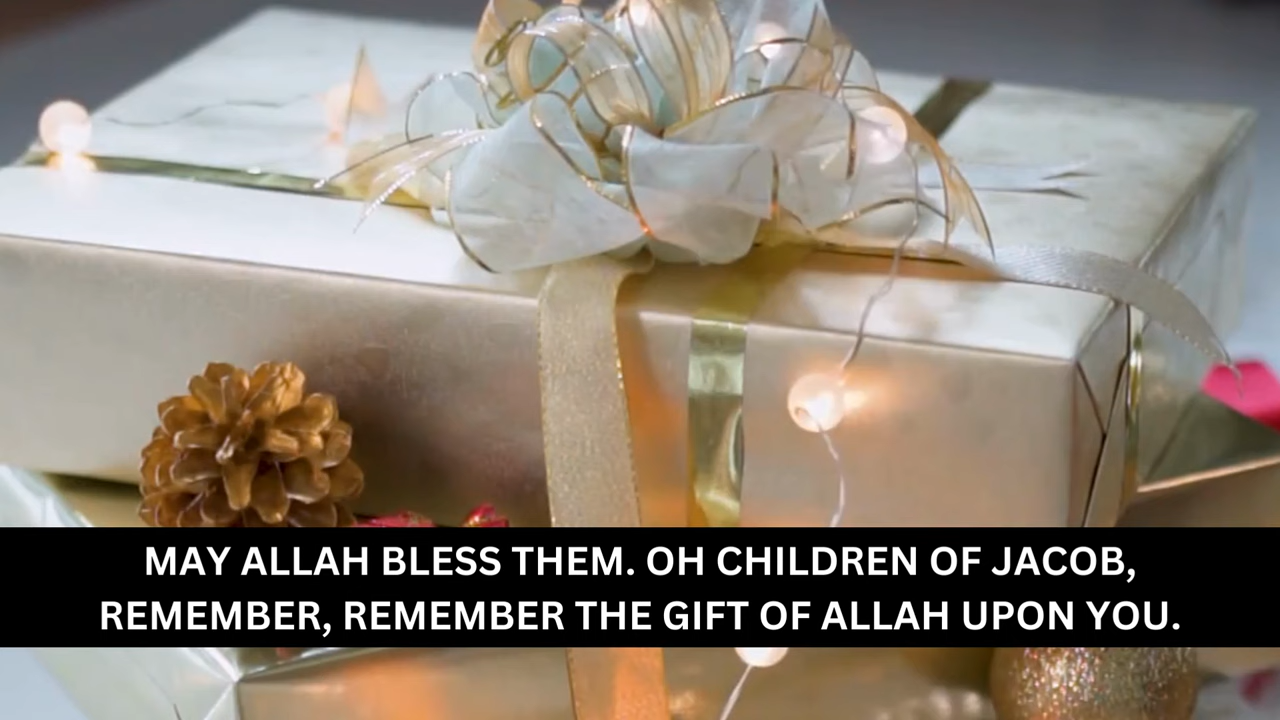 MAY ALLAH BLESS THEM. OH CHILDREN OF JACOB,
REMEMBER, REMEMBER THE GIFT OF ALLAH UPON YOU.